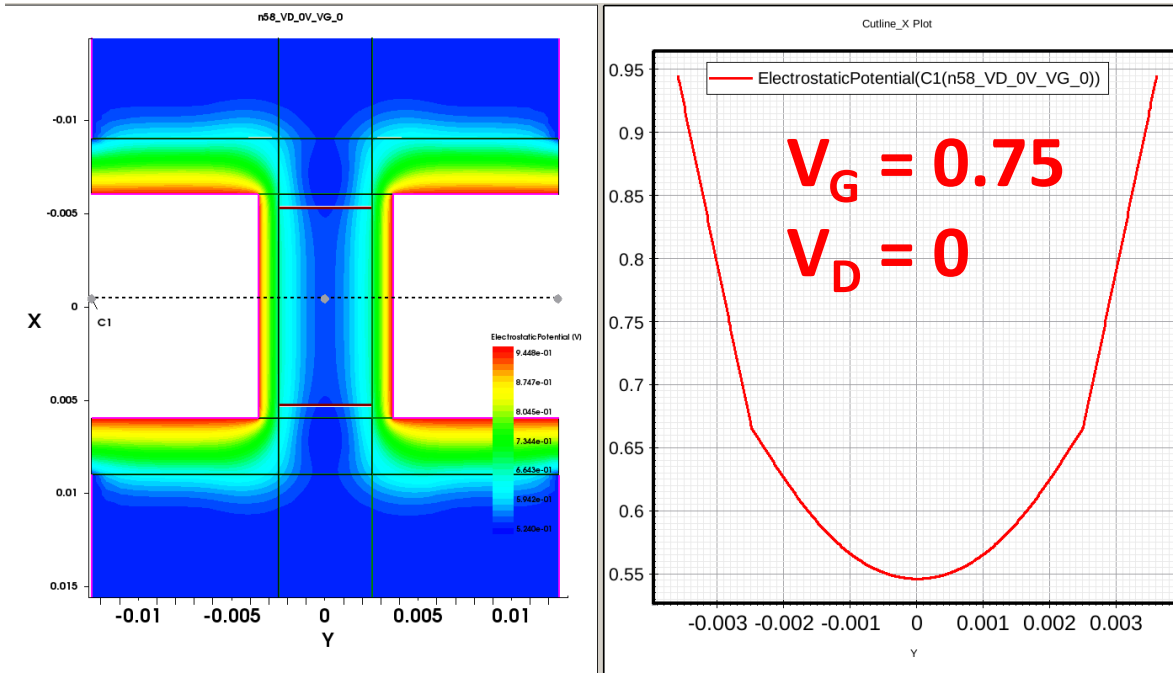 n58_VD_0V_VG_0
-0.01
-0.005
0
0.005
0.01
0.015
X
C1
ElectrostaticPotential (V)
9.448e-01
8.747e-01
8.045e-01
7.344e-01
6.643e-01
5.942e-01
5.240e-01
-0.01 -0.005 0 0.005 0.01
Y
Cutline_X Plot
ElectrostaticPotential(C1(n58_VD_0V_VG_0))
VG = 0.75
VD = 0
0.95
0.9
0.85
0.8
0.75
0.7
0.65
0.6
0.55
-0.003 -0.002 -0.001 0 0.001 0.002 0.003
Y